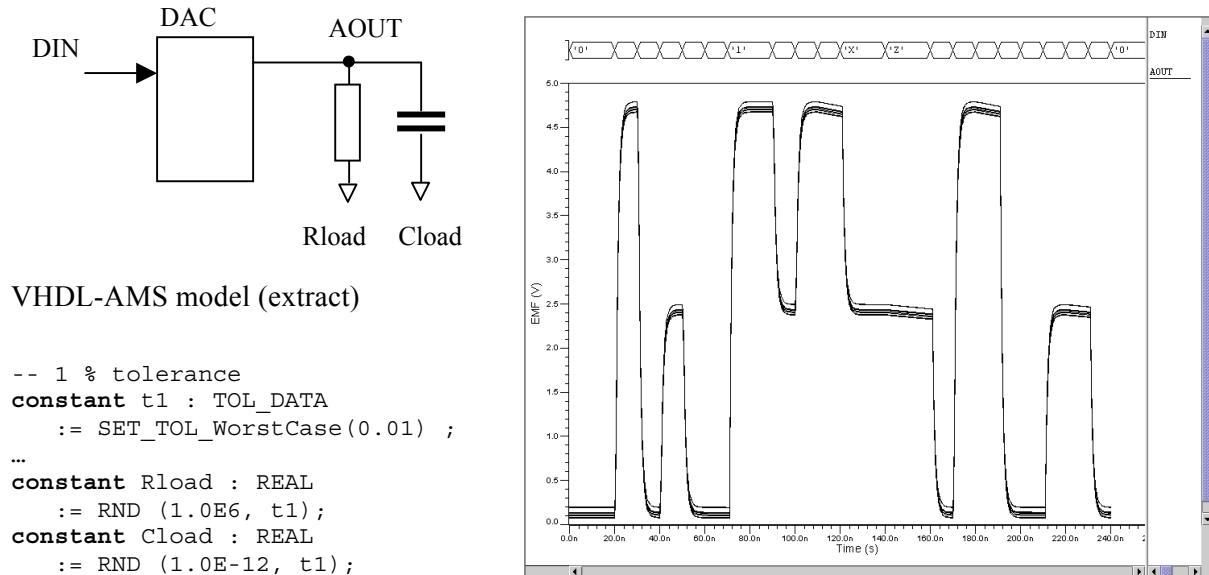 DAC
AOUT
DIN
Rload Cload
VHDL-AMS model (extract)
-- 1 % tolerance
constant t1 : TOL_DATA
:= SET_TOL_WorstCase(0.01) ;
…
constant Rload : REAL
:= RND (1.0E6, t1);
constant Cload : REAL
:= RND (1.0E-12, t1);
'0' '1' 'X' 'Z' '0'
DIN
AOUT
5.0
4.5
4.0
3.5
3.0
2.5
2.0
1.5
1.0
0.5
0.0
EMF (V)
0.0n 20.0n 40.0n 60.0n 80.0n 100.0n 120.0n 140.0n 160.0n 180.0n 200.0n 220.0n 240.0n 2
Time (s)